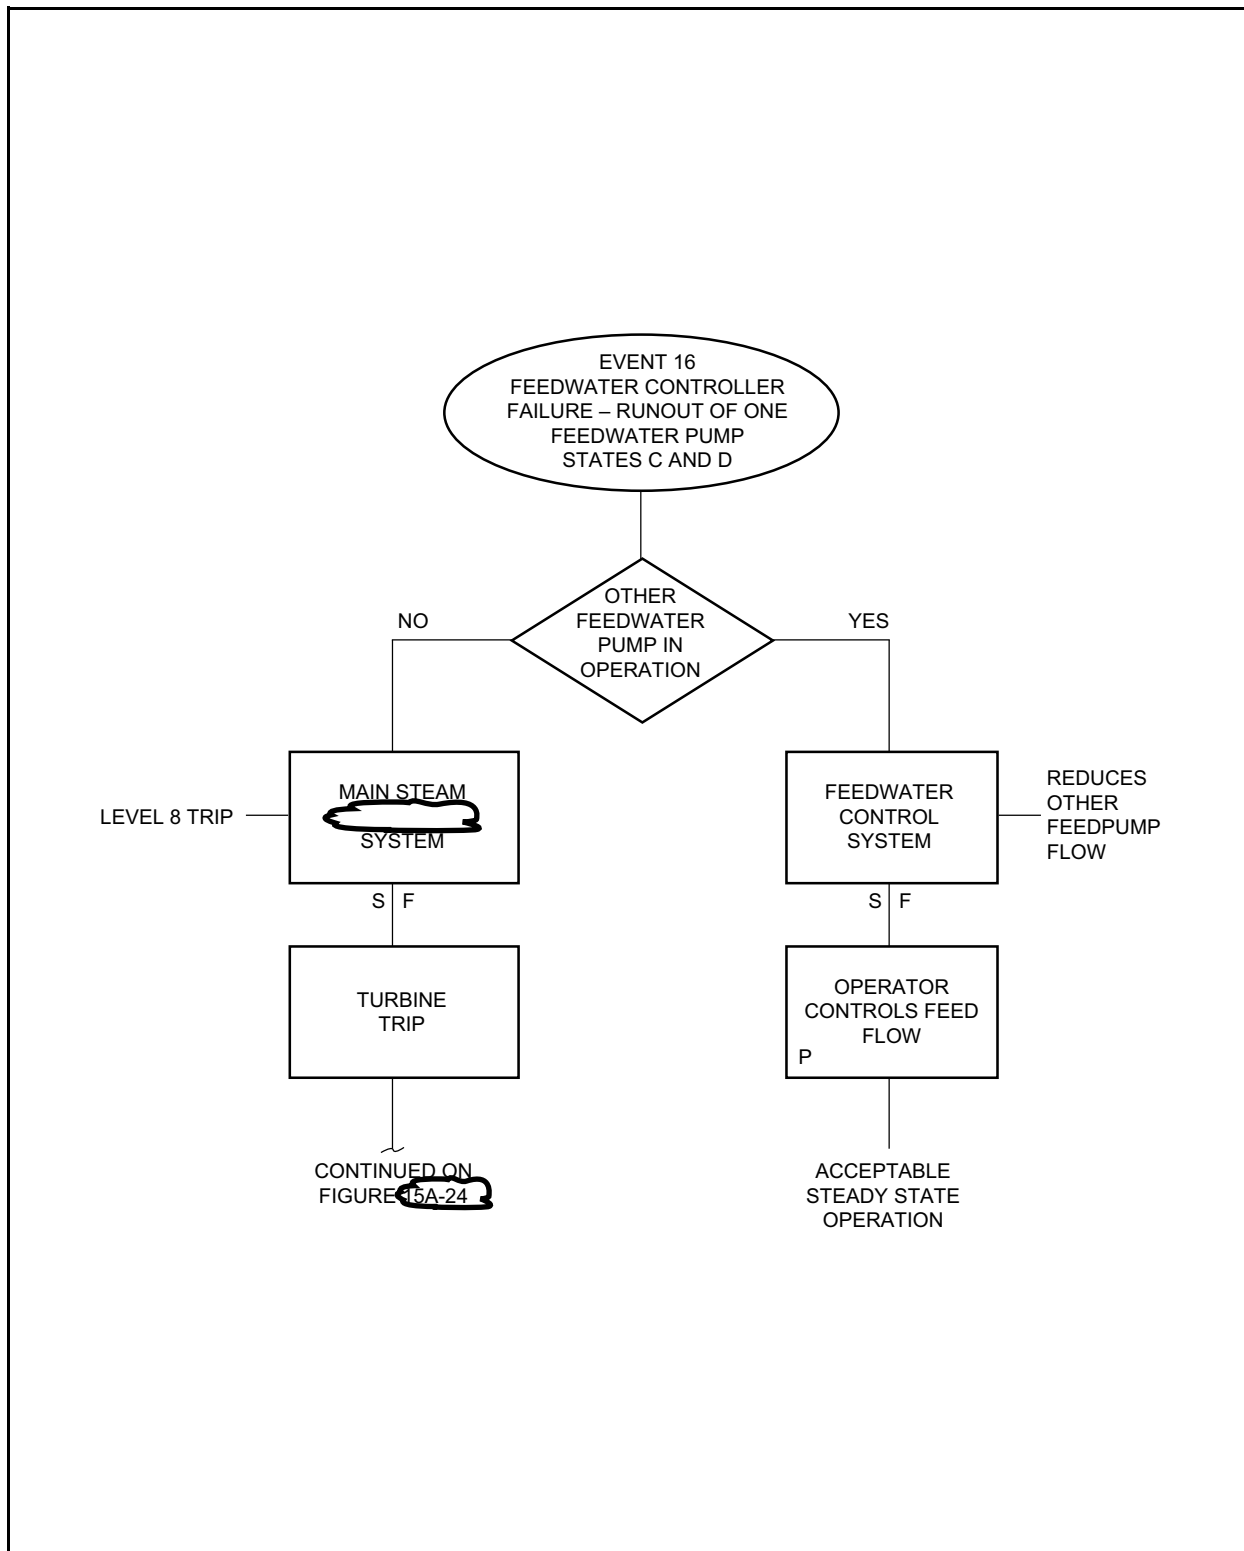 EVENT 16
FEEDWATER CONTROLLER
FAILURE – RUNOUT OF ONE
FEEDWATER PUMP
STATES C AND D
OTHER
FEEDWATER
PUMP IN
OPERATION
NO
YES
LEVEL 8 TRIP
MAIN STEAM
SYSTEM
FEEDWATER
CONTROL
SYSTEM
REDUCES
OTHER
FEEDPUMP
FLOW
S F
S F
TURBINE
TRIP
OPERATOR
CONTROLS FEED
FLOW
P
CONTINUED ON
FIGURE 15A-24
ACCEPTABLE
STEADY STATE
OPERATION